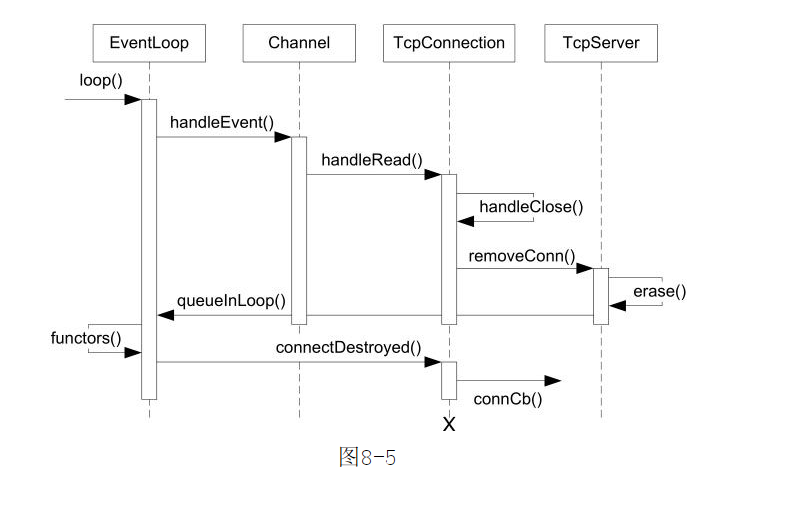 EventLoop Channel TcpConnection TcpServer
loop()
handleEvent()
handleRead()
handleClose()
removeConn()
erase()
queueInLoop()
functors()
connectDestroyed()
connCb()
X
图8-5